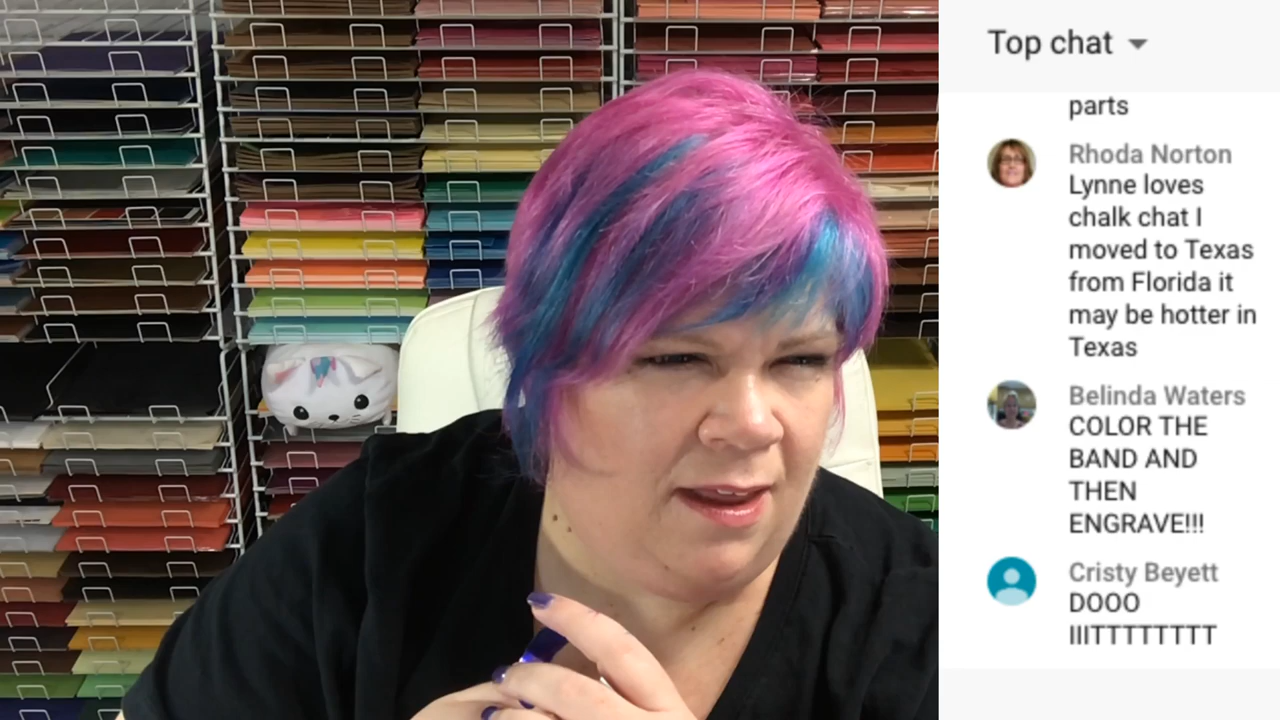 Top chat
parts
Rhoda Norton
Lynne loves
chalk chat I
moved to Texas
from Florida it
may be hotter in
Texas
Belinda Waters
COLOR THE
BAND AND
THEN
ENGRAVE!!!
Cristy Beyett
DOOO
IIITTTTTTTT